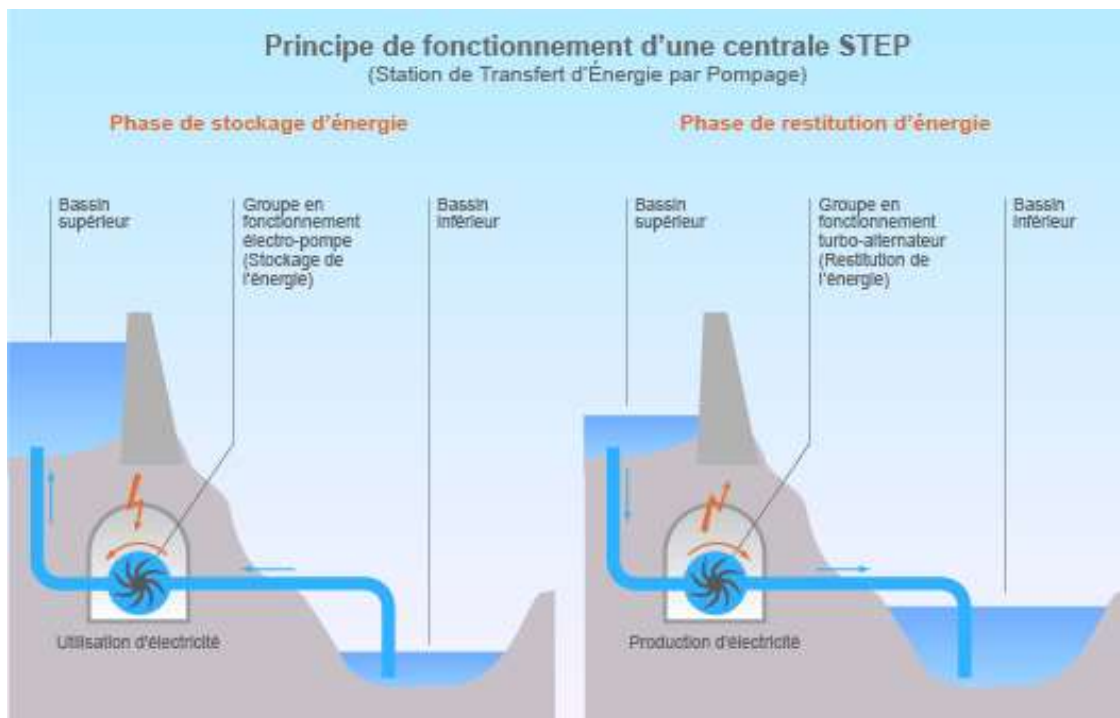 Principe de fonctionnement d'une centrale STEP
(Station de Transfert d'Énergie par Pompage)
Phase de stockage d'énergie
Bassin
supérieur
Groupe en
fonctionnement
électro-pompe
(Stockage de
l'énergie)
Bassin
inférieur
Utilisation d'électricité
Phase de restitution d'énergie
Bassin
supérieur
Groupe en
fonctionnement
turbo-alternateur
(Restitution de
l'énergie)
Bassin
inférieur
Production d'électricité